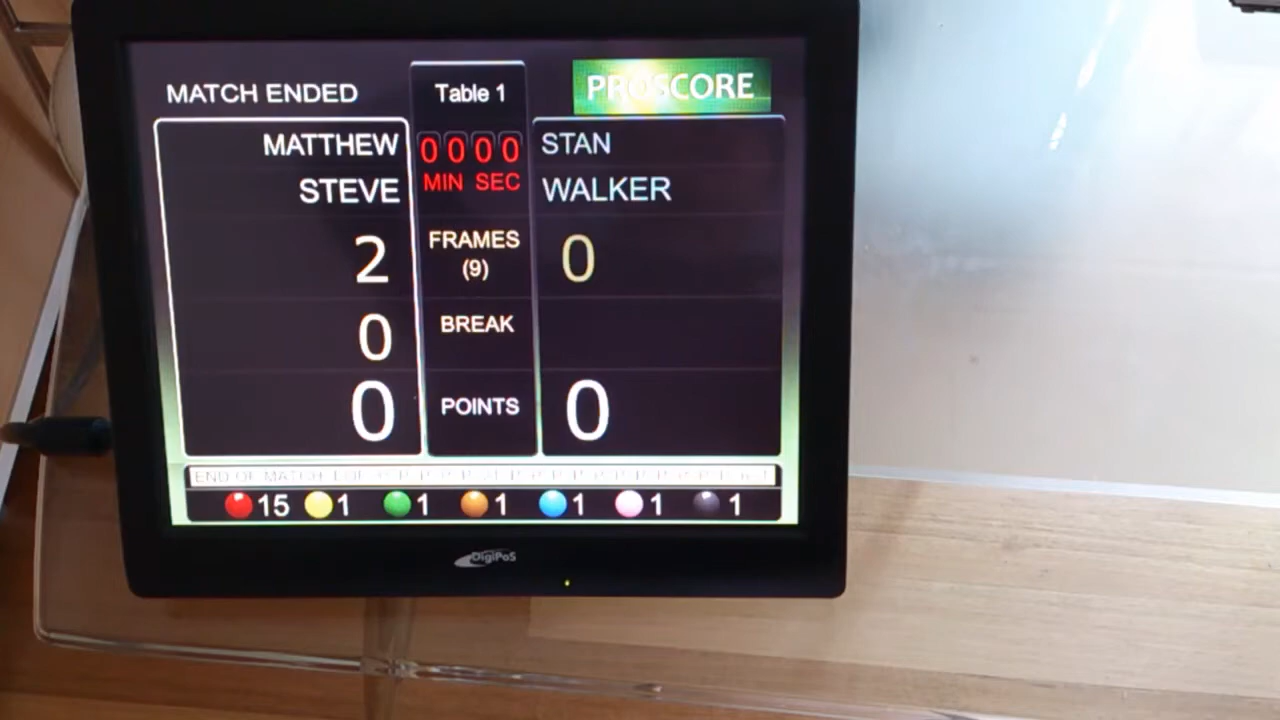 MATCH ENDED
Table 1
PROSCORE
MATTHEW
0000
STAN
STEVE
MIN SEC
WALKER
2
FRAMES
(9)
0
0
BREAK
0
POINTS
0
END OF MATCH
15 1 1 1 1 1 1
DigiPoS